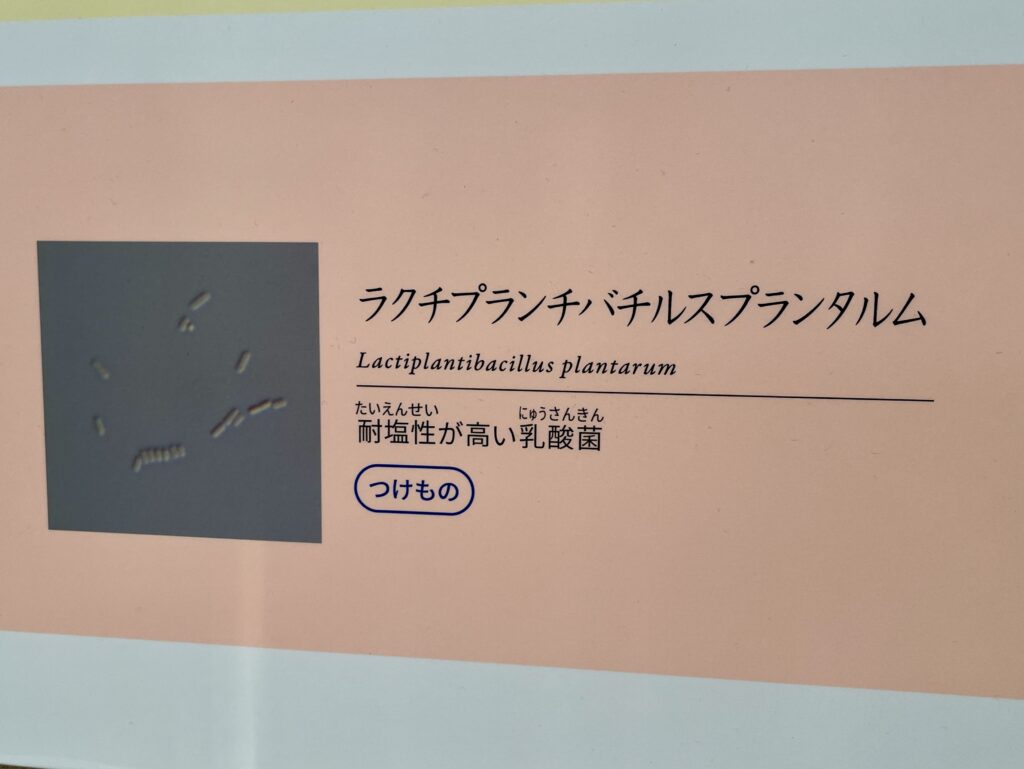 ラクチプランチバチルスプランタルム
Lactiplantibacillus plantarum
たいえんせい にゅうさんきん
耐塩性が高い乳酸菌
つけもの